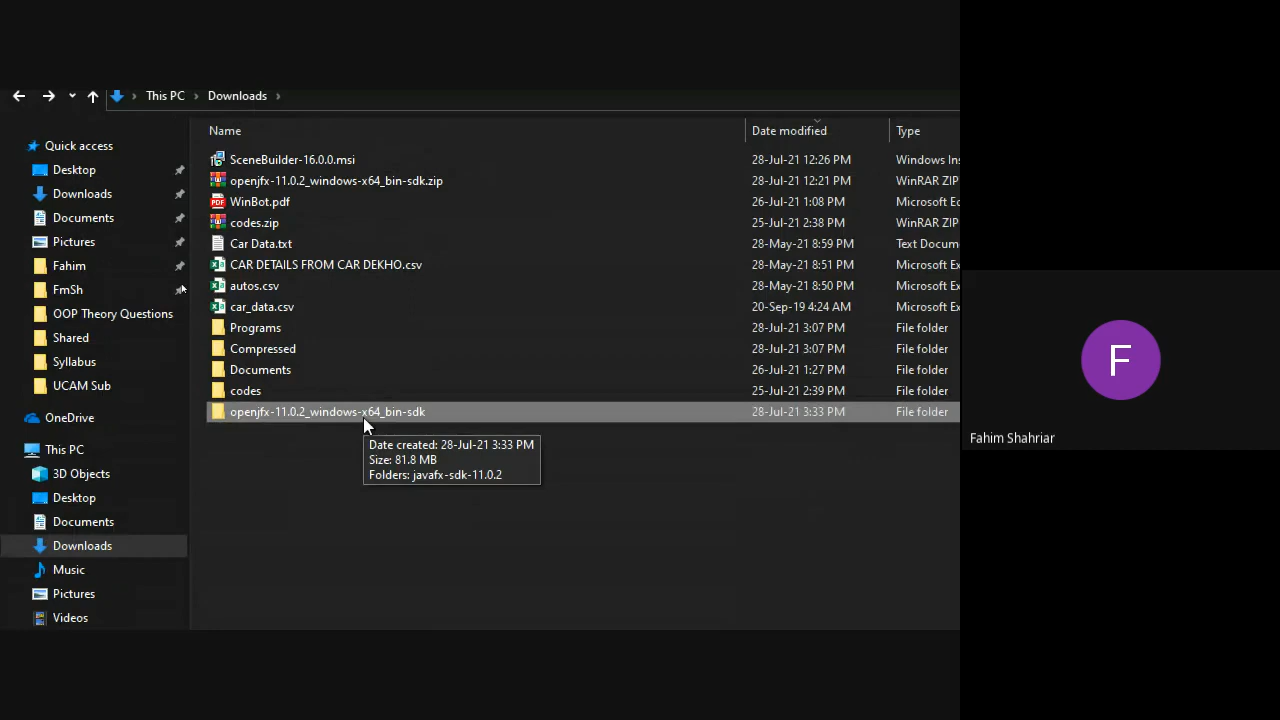 This PC > Downloads >
Name Date modified Type
Quick access
Desktop
Downloads
Documents
Pictures
Fahim
FmSh
OOP Theory Questions
Shared
Syllabus
UCAM Sub
OneDrive
This PC
3D Objects
Desktop
Documents
Downloads
Music
Pictures
Videos
SceneBuilder-16.0.0.msi 28-Jul-21 12:26 PM Windows Ins
openjfx-11.0.2_windows-x64_bin-sdk.zip 28-Jul-21 12:21 PM WinRAR ZIP
PDF WinBot.pdf 26-Jul-21 1:08 PM Microsoft Ed
codes.zip 25-Jul-21 2:38 PM WinRAR ZIP
Car Data.txt 28-May-21 8:59 PM Text Docum
CAR DETAILS FROM CAR DEKHO.csv 28-May-21 8:51 PM Microsoft Ex
autos.csv 28-May-21 8:50 PM Microsoft Ex
car_data.csv 20-Sep-19 4:24 AM Microsoft Ex
Programs 28-Jul-21 3:07 PM File folder
Compressed 28-Jul-21 3:07 PM File folder
Documents 26-Jul-21 1:27 PM File folder
codes 25-Jul-21 2:39 PM File folder
openjfx-11.0.2_windows-x64_bin-sdk 28-Jul-21 3:33 PM File folder
Date created: 28-Jul-21 3:33 PM
Size: 81.8 MB
Folders: javafx-sdk-11.0.2
F
Fahim Shahriar